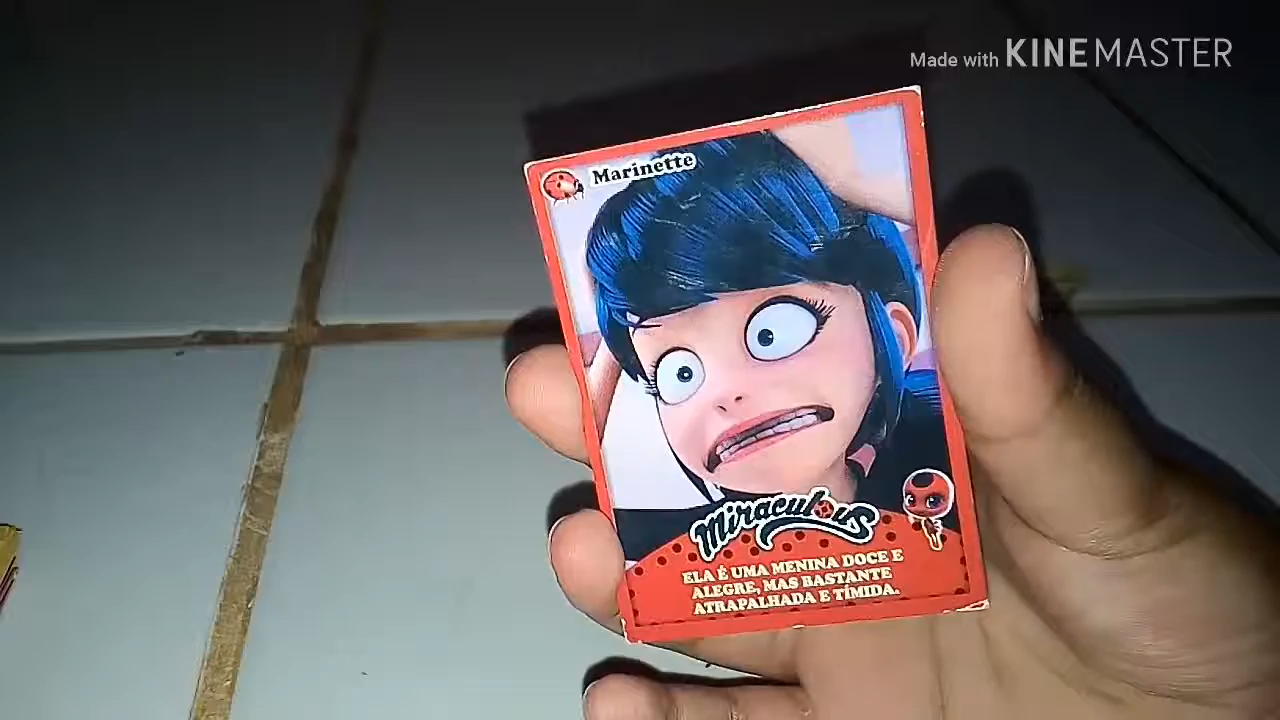 Made with KINEMASTER
Marinette
Miraculous
ELA É UMA MENINA DOCE E
ALEGRE, MAS BASTANTE
ATRAPALHADA E TÍMIDA.